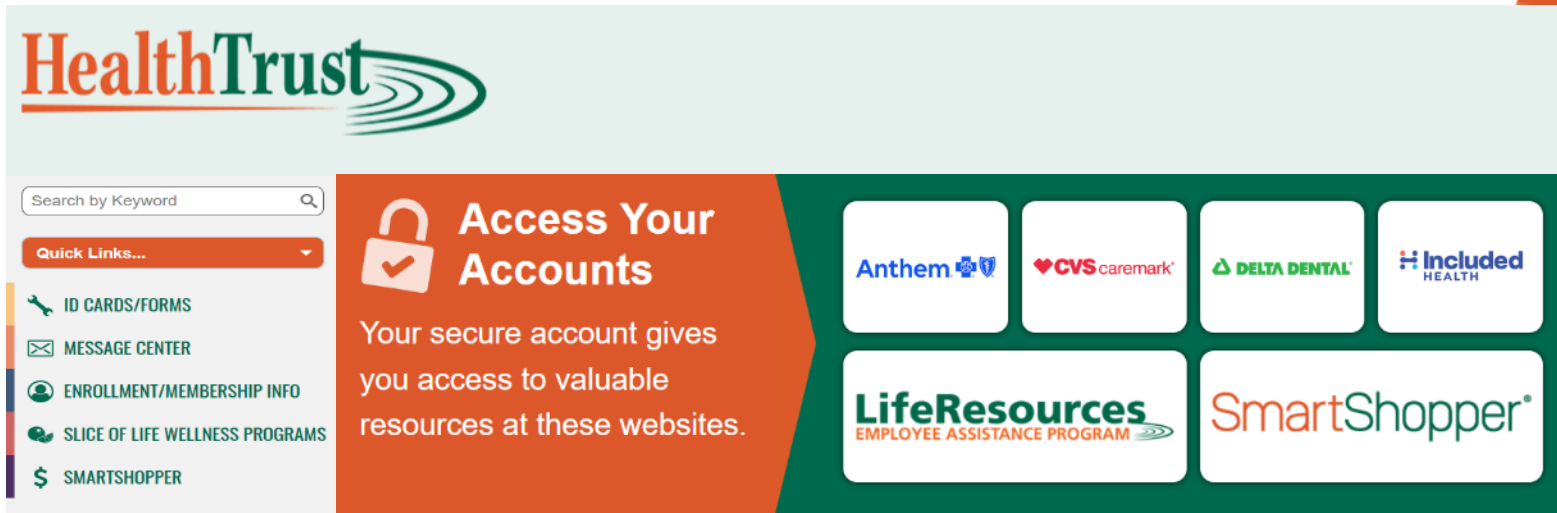 HealthTrust
Search by Keyword
Quick Links...
ID CARDS/FORMS
MESSAGE CENTER
ENROLLMENT/MEMBERSHIP INFO
SLICE OF LIFE WELLNESS PROGRAMS
SMARTSHOPPER
Access Your
Accounts
Your secure account gives
you access to valuable
resources at these websites.
Anthem
CVS caremark®
DELTA DENTAL®
Included
HEALTH
LifeResources
EMPLOYEE ASSISTANCE PROGRAM
SmartShopper®